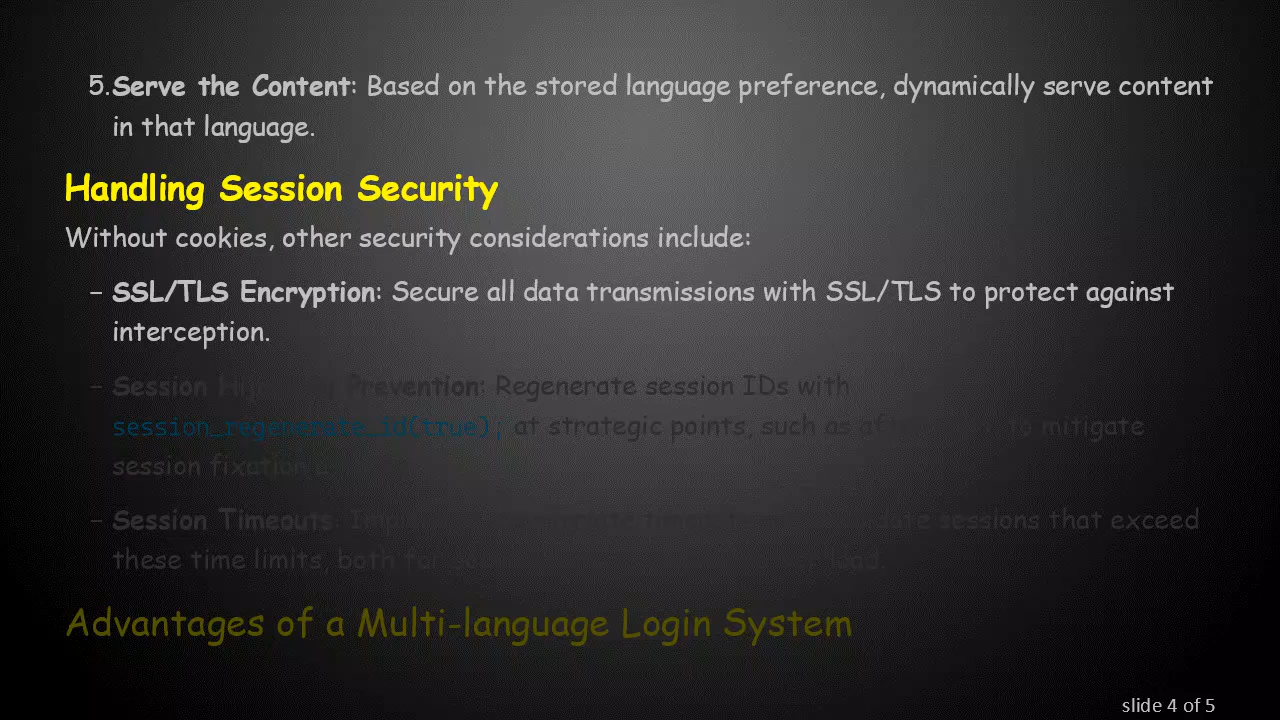 5.Serve the Content: Based on the stored language preference, dynamically serve content
in that language.
Handling Session Security
Without cookies, other security considerations include:
– SSL/TLS Encryption: Secure all data transmissions with SSL/TLS to protect against
interception.
– Session Prevention: Regenerate session IDs with
session_regenerate_id(true); at strategic points, such as to mitigate
session fixation
– Session Timeouts: sessions that exceed
these time limits, both for load.
Advantages of a Multi-language Login System
slide 4 of 5